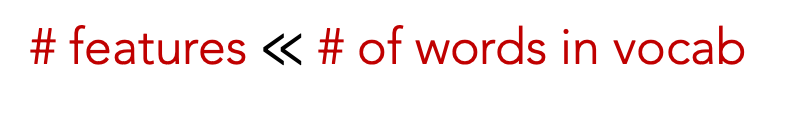 # features ≪ # of words in vocab